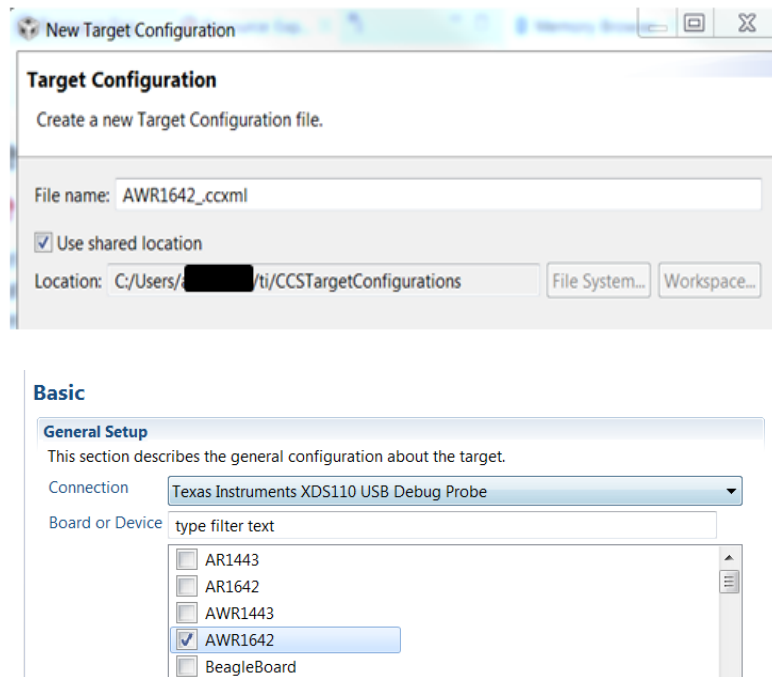 New Target Configuration
Target Configuration
Create a new Target Configuration file.
File name: AWR1642_.ccxml
Use shared location
Location: C:/Users/a /ti/CCSTargetConfigurations File System... Workspace...
Basic
General Setup
This section describes the general configuration about the target.
Connection Texas Instruments XDS110 USB Debug Probe
Board or Device type filter text
AR1443
AR1642
AWR1443
AWR1642
BeagleBoard